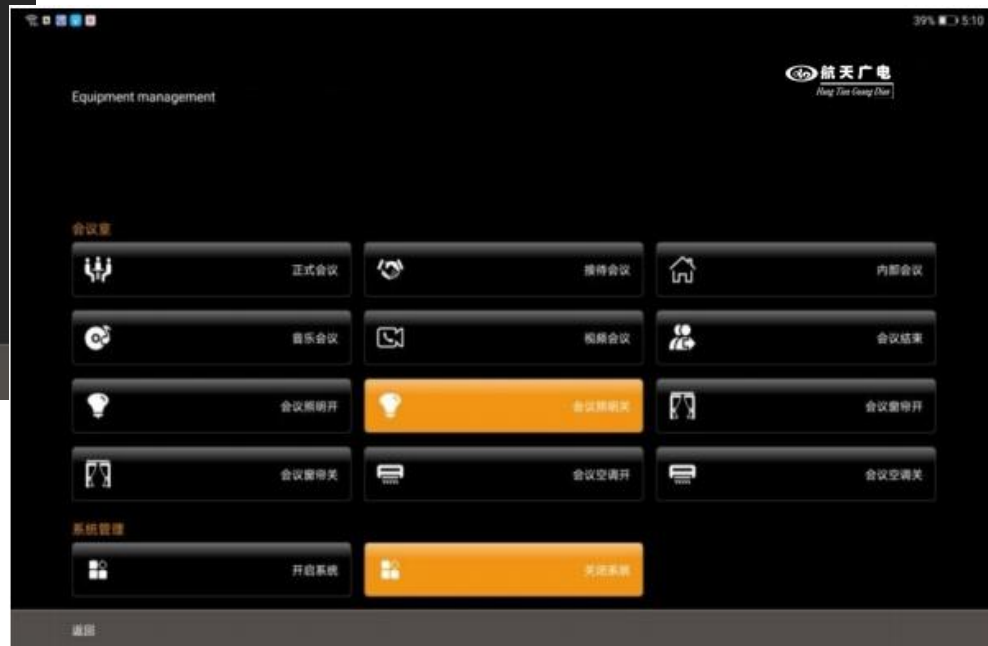 39% 5:10
航天广电
Hang Tian Guang Dian
Equipment management
会议室
正式会议
接待会议
内部会议
音乐会议
视频会议
会议结束
会议照明开
会议照明关
会议窗帘开
会议窗帘关
会议空调开
会议空调关
系统管理
开启系统
关闭系统
返回